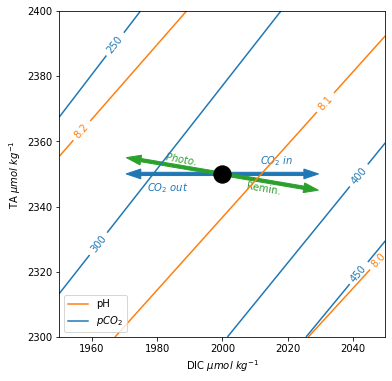 2400
2380
2360
2340
2320
2300
TA μmol kg⁻¹
250
8.2
8.1
Photo.
CO₂ in
CO₂ out
Remin.
400
300
450
8.0
pH
pCO₂
1960
1980
2000
2020
2040
DIC μmol kg⁻¹